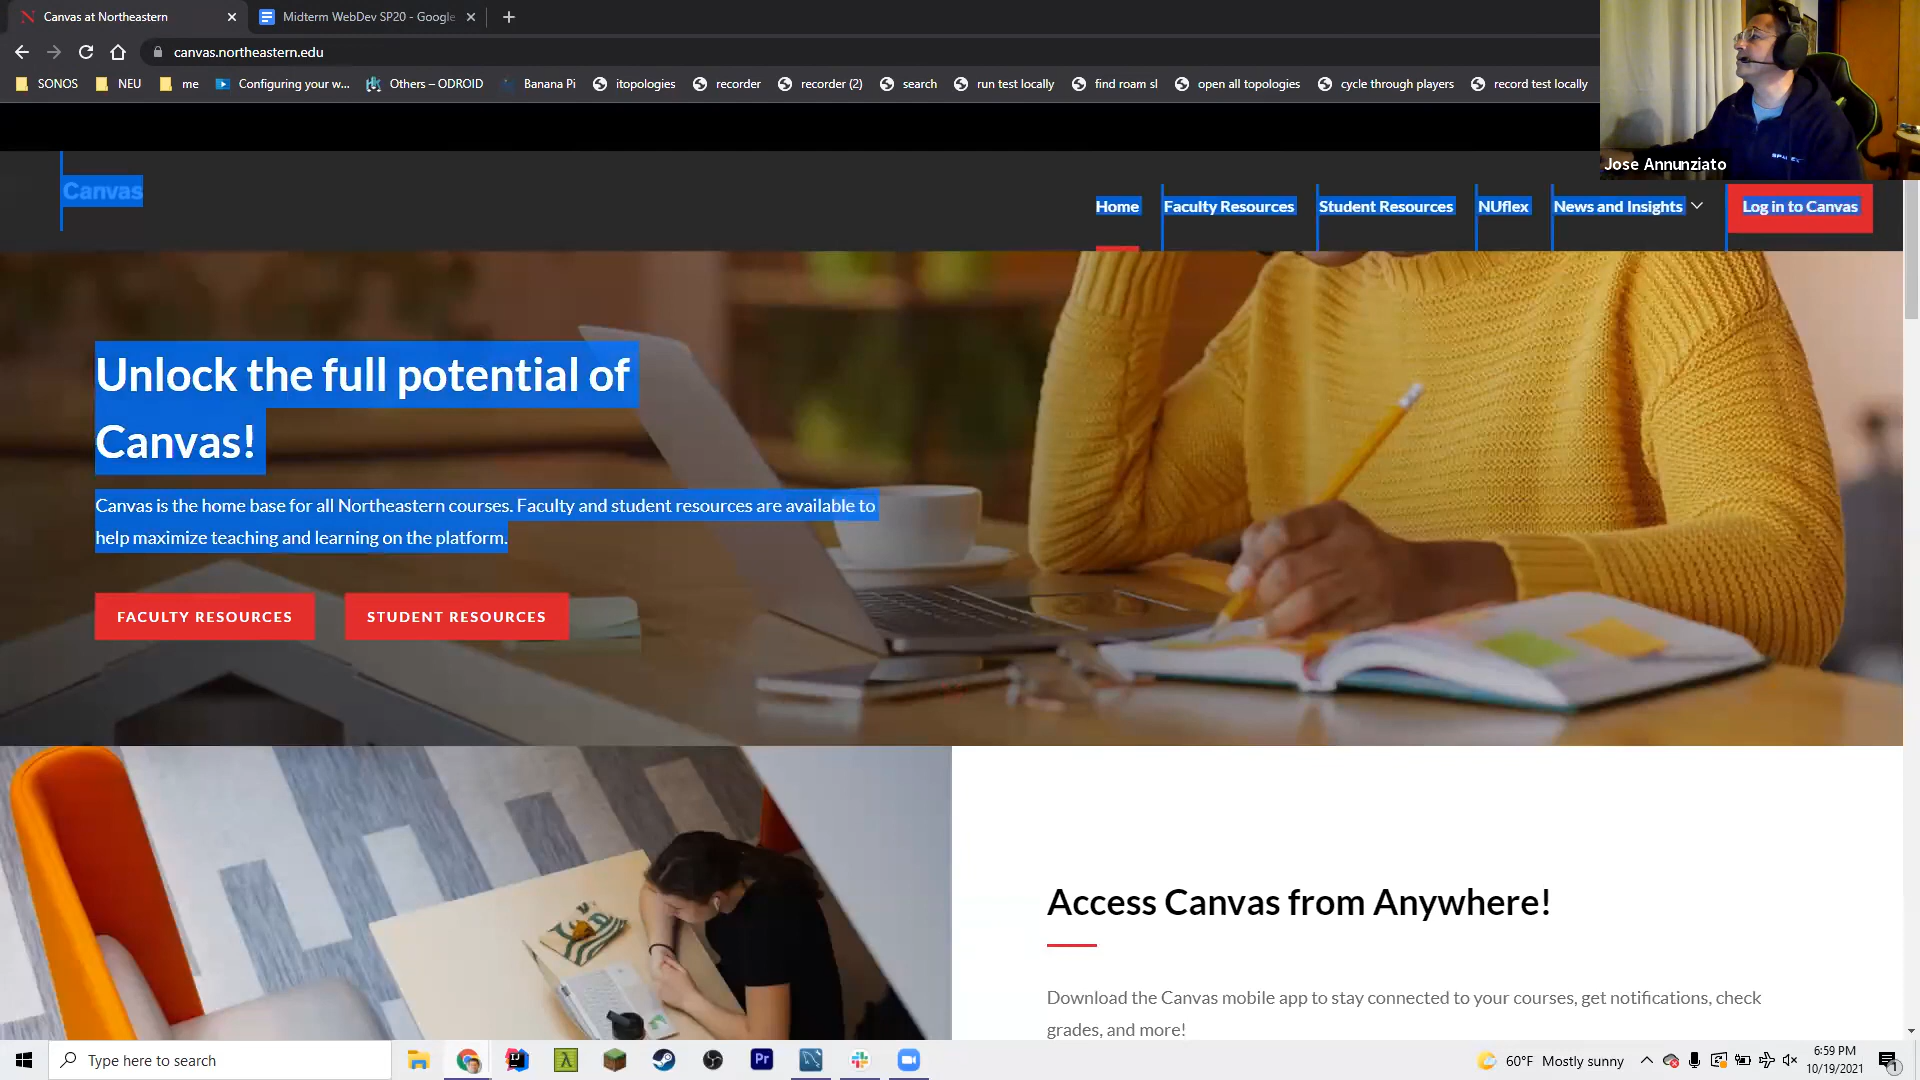 Canvas at Northeastern
Midterm WebDev SP20 - Google
canvas.northeastern.edu
SONOS
NEU
me
Configuring your w...
Others – ODROID
Banana Pi
itopologies
recorder
recorder (2)
search
run test locally
find roam sl
open all topologies
cycle through players
record test locally
Jose Annunziato
Canvas
Home
Faculty Resources
Student Resources
NUflex
News and Insights
Log in to Canvas
Unlock the full potential of
Canvas!
Canvas is the home base for all Northeastern courses. Faculty and student resources are available to
help maximize teaching and learning on the platform.
FACULTY RESOURCES
STUDENT RESOURCES
Access Canvas from Anywhere!
Download the Canvas mobile app to stay connected to your courses, get notifications, check
grades, and more!
Type here to search
Pr
60°F Mostly sunny
6:59 PM
10/19/2021
1